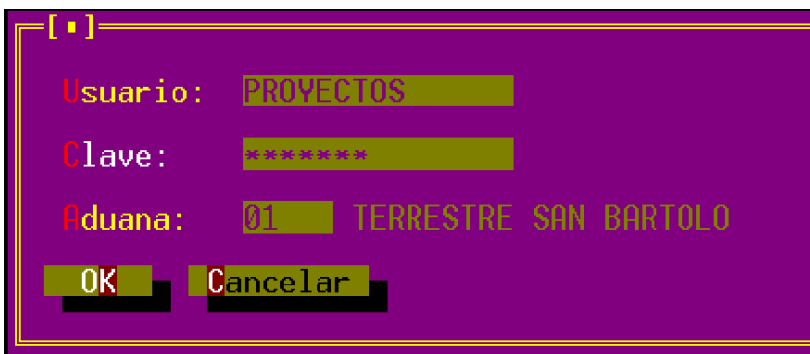 [▪]
Usuario: PROYECTOS
Clave: *******
Aduana: 01 TERRESTRE SAN BARTOLO
OK Cancelar